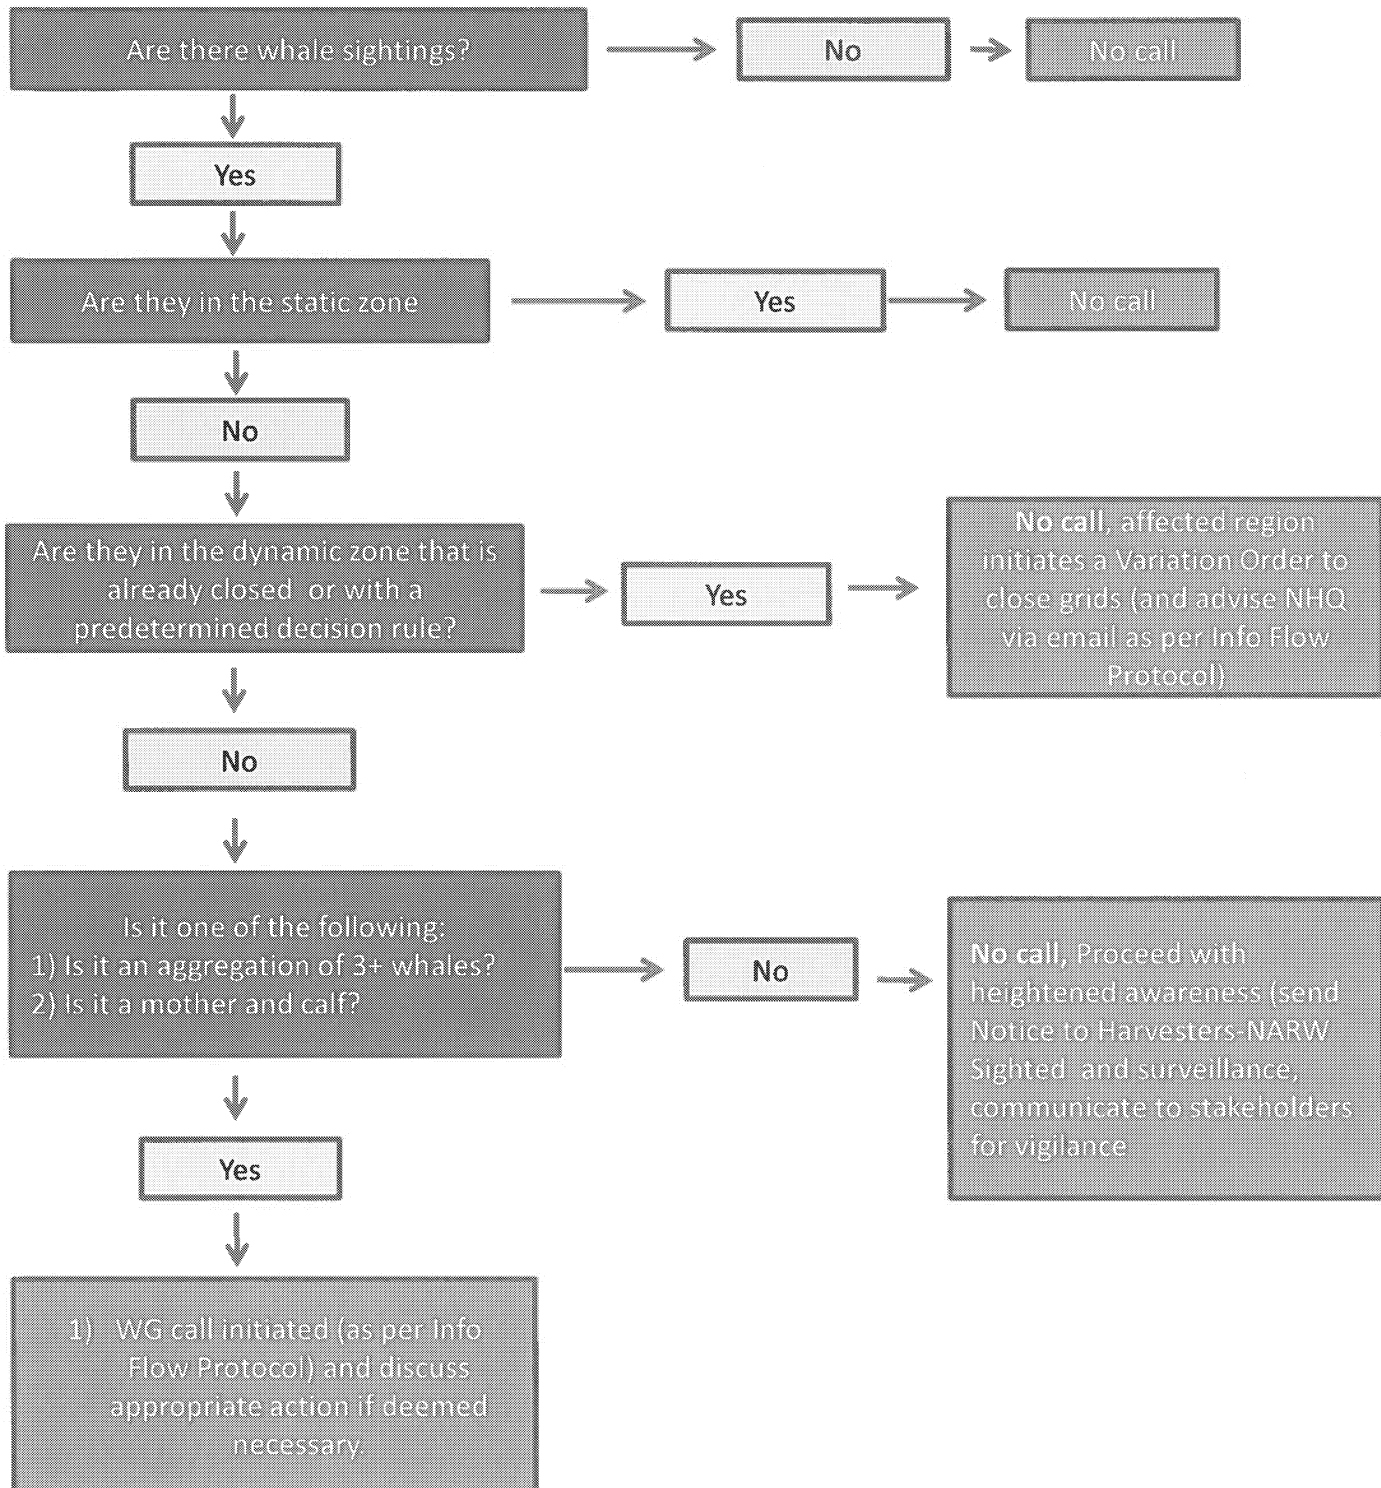 Are there whale sightings?
No
No call
Yes
Are they in the static zone
Yes
No call
No
Are they in the dynamic zone that is
already closed or with a
predetermined decision rule?
Yes
No call, affected region
initiates a Variation Order to
close grids (and advise NHQ
via email as per Info Flow
Protocol)
No
Is it one of the following:
1) Is it an aggregation of 3+ whales?
2) Is it a mother and calf?
No
No call, Proceed with
heightened awareness (send
Notice to Harvesters-NARW
Sighted and surveillance,
communicate to stakeholders
for vigilance
Yes
1) WG call initiated (as per Info
Flow Protocol) and discuss
appropriate action if deemed
necessary.